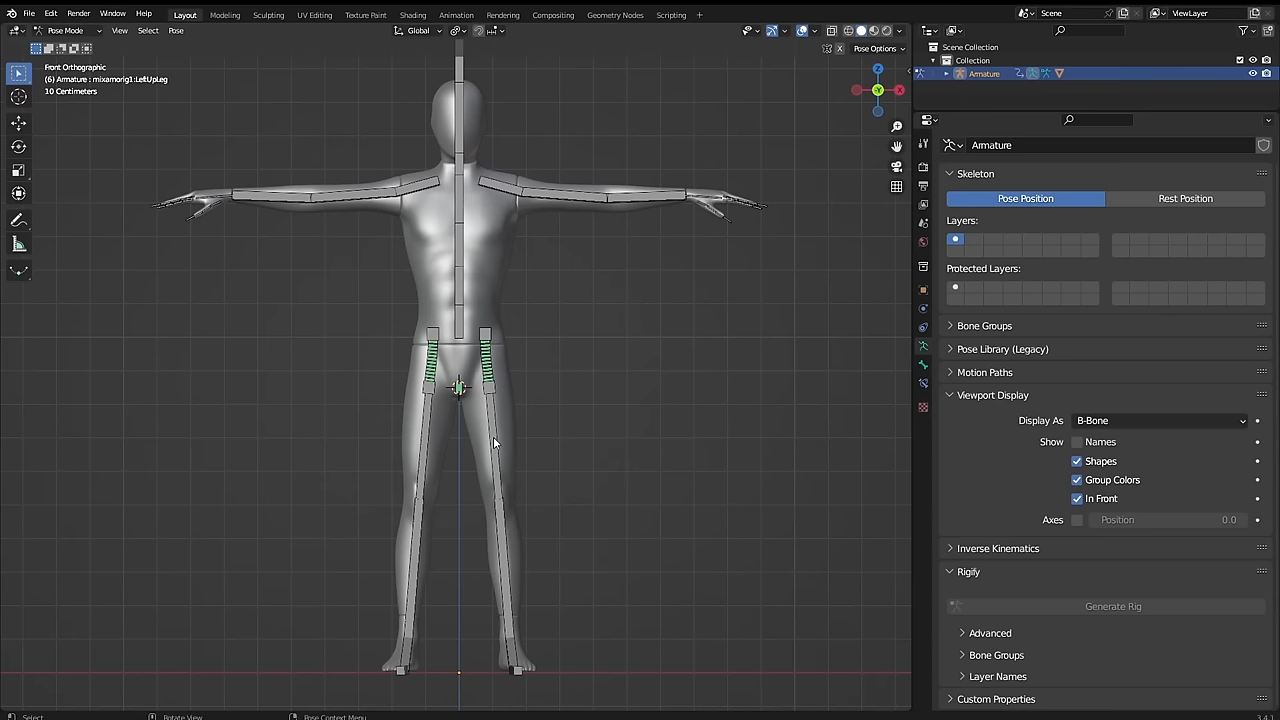 File Edit Render Window Help Layout Modeling Sculpting UV Editing Texture Paint Shading Animation Rendering Compositing Geometry Nodes Scripting + Scene ViewLayer
Pose Mode View Select Pose Global
X Pose Options
Front Orthographic
(6) Armature : mixamorig1:LeftUpLeg
10 Centimeters
Z
Y
X
Scene Collection
Collection
Armature
Armature
Skeleton
Pose Position Rest Position
Layers:
Protected Layers:
Bone Groups
Pose Library (Legacy)
Motion Paths
Viewport Display
Display As B-Bone
Show Names
Shapes
Group Colors
In Front
Axes Position 0.0
Inverse Kinematics
Rigify
Generate Rig
Advanced
Bone Groups
Layer Names
Custom Properties
Select Rotate View Pose Context Menu 3.4.1